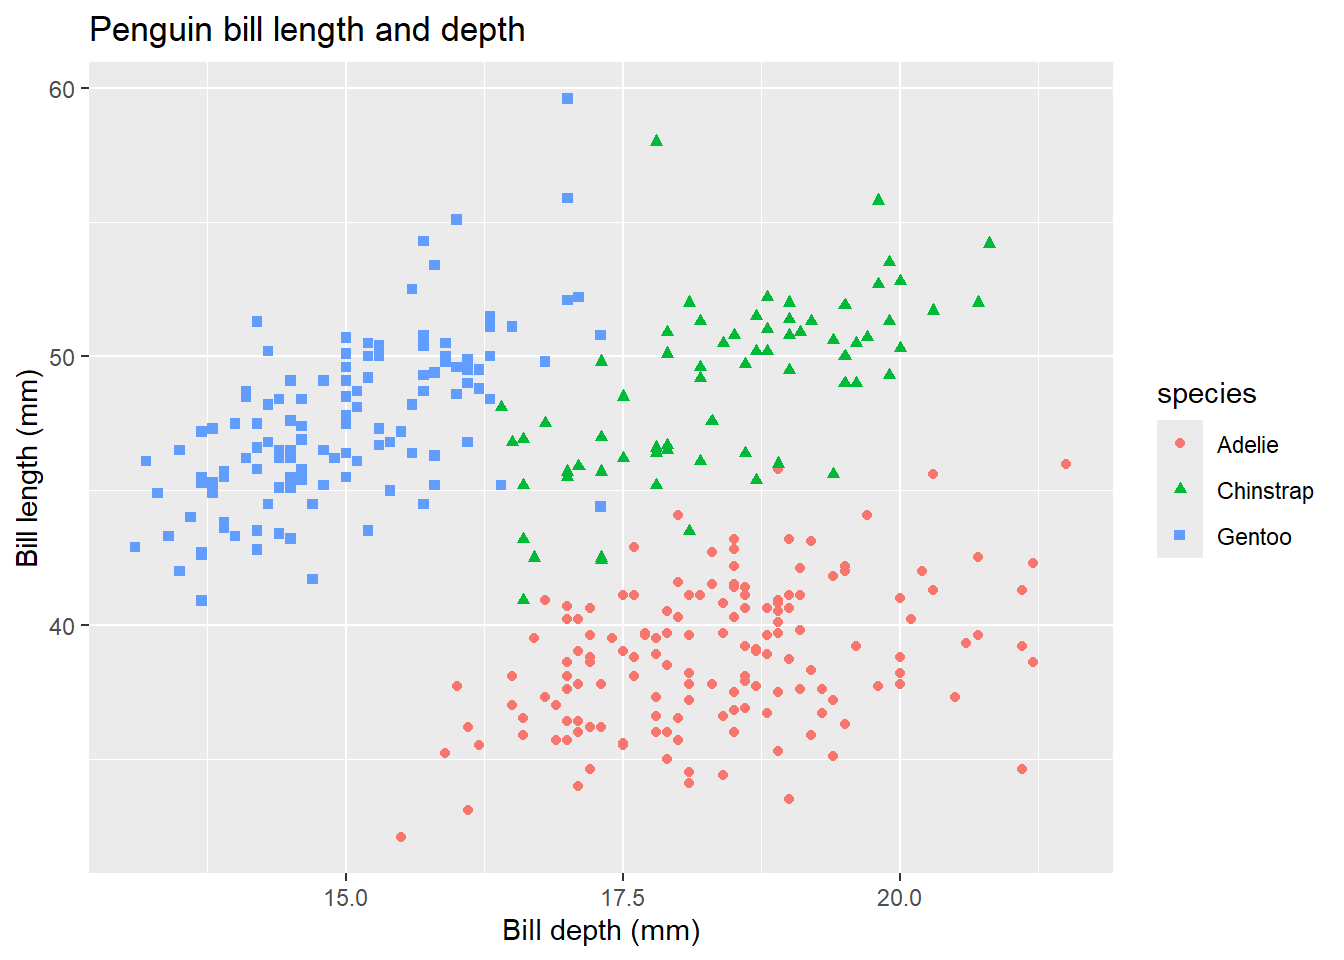 Penguin bill length and depth
60
50
40
Bill length (mm)
15.0
17.5
20.0
Bill depth (mm)
species
Adelie
Chinstrap
Gentoo